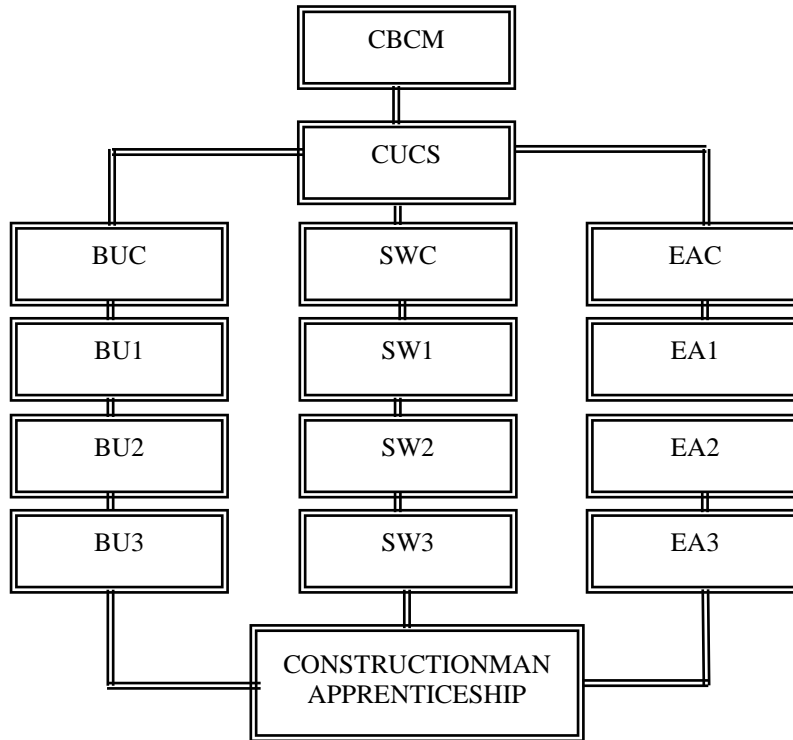 CBCM
CUCS
BUC
SWC
EAC
BU1
SW1
EA1
BU2
SW2
EA2
BU3
SW3
EA3
CONSTRUCTIONMAN
APPRENTICESHIP